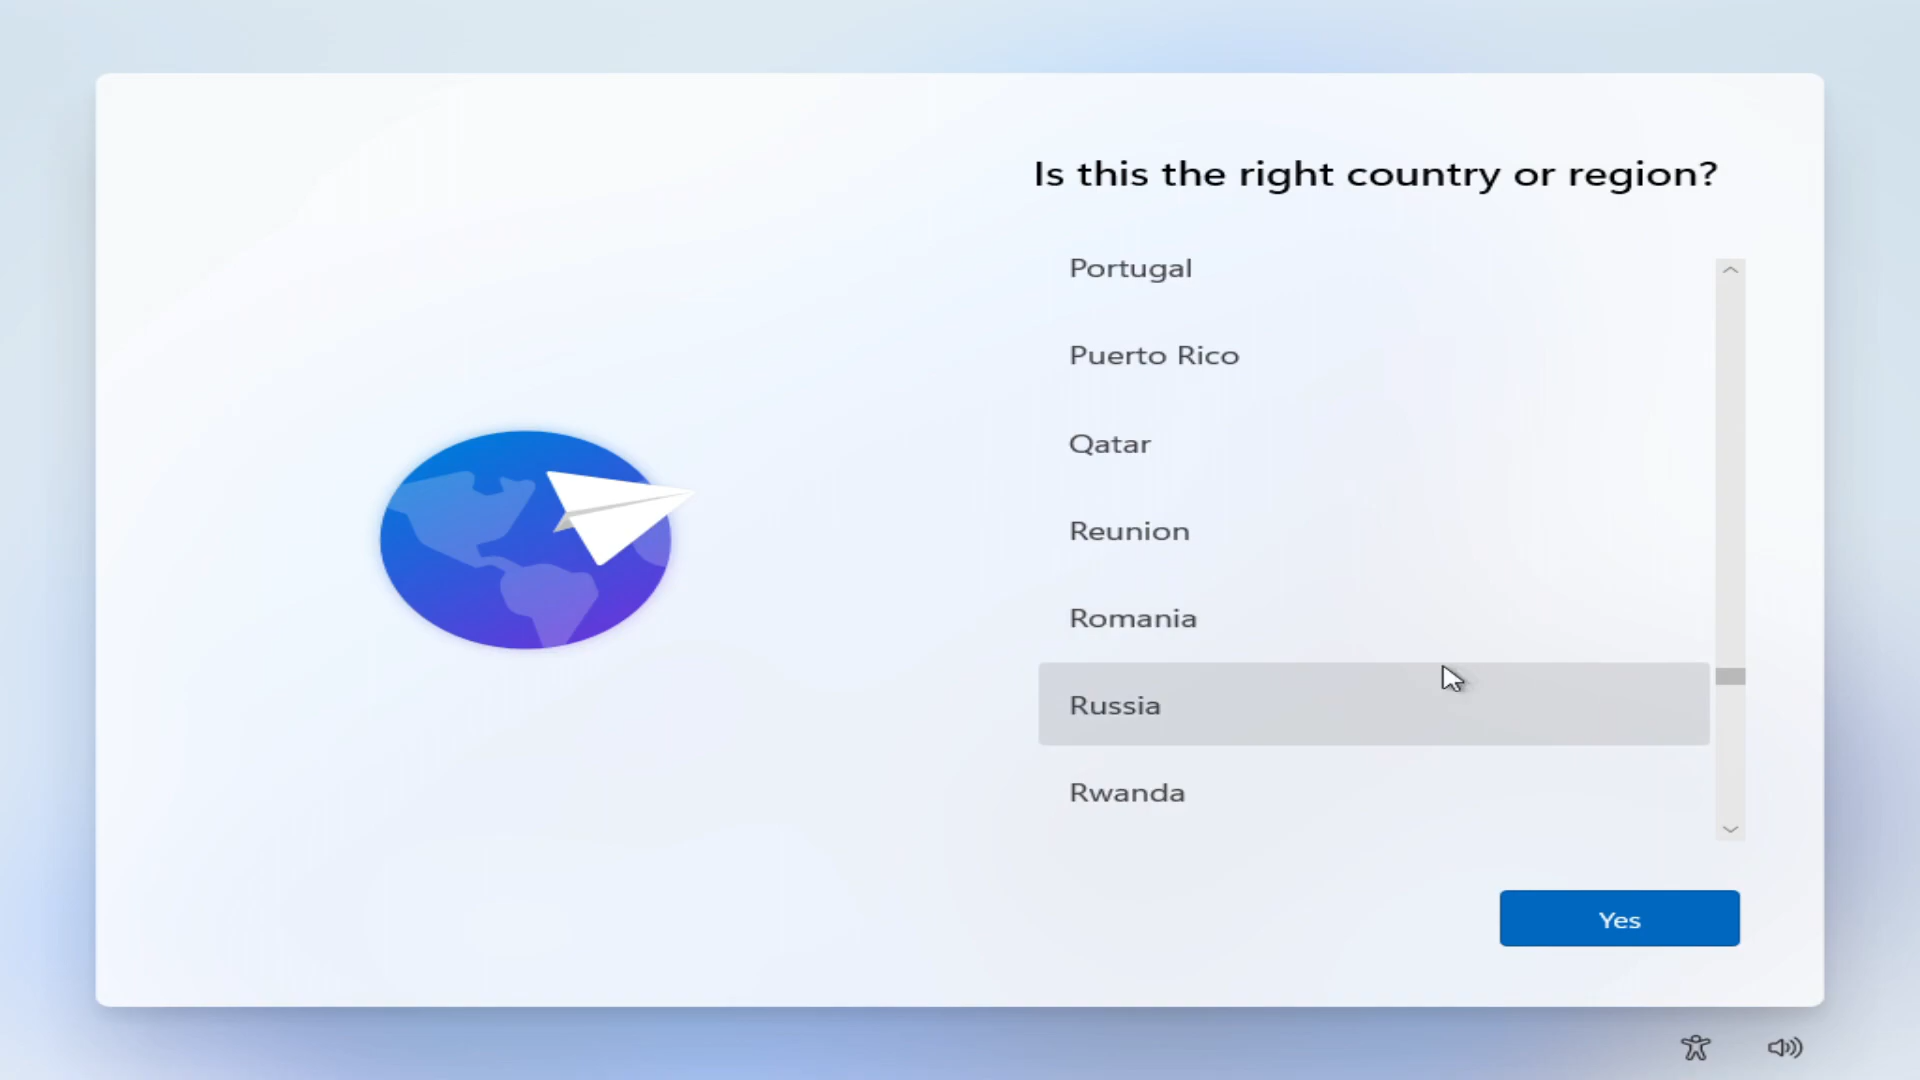 Is this the right country or region?
Portugal
Puerto Rico
Qatar
Reunion
Romania
Russia
Rwanda
Yes